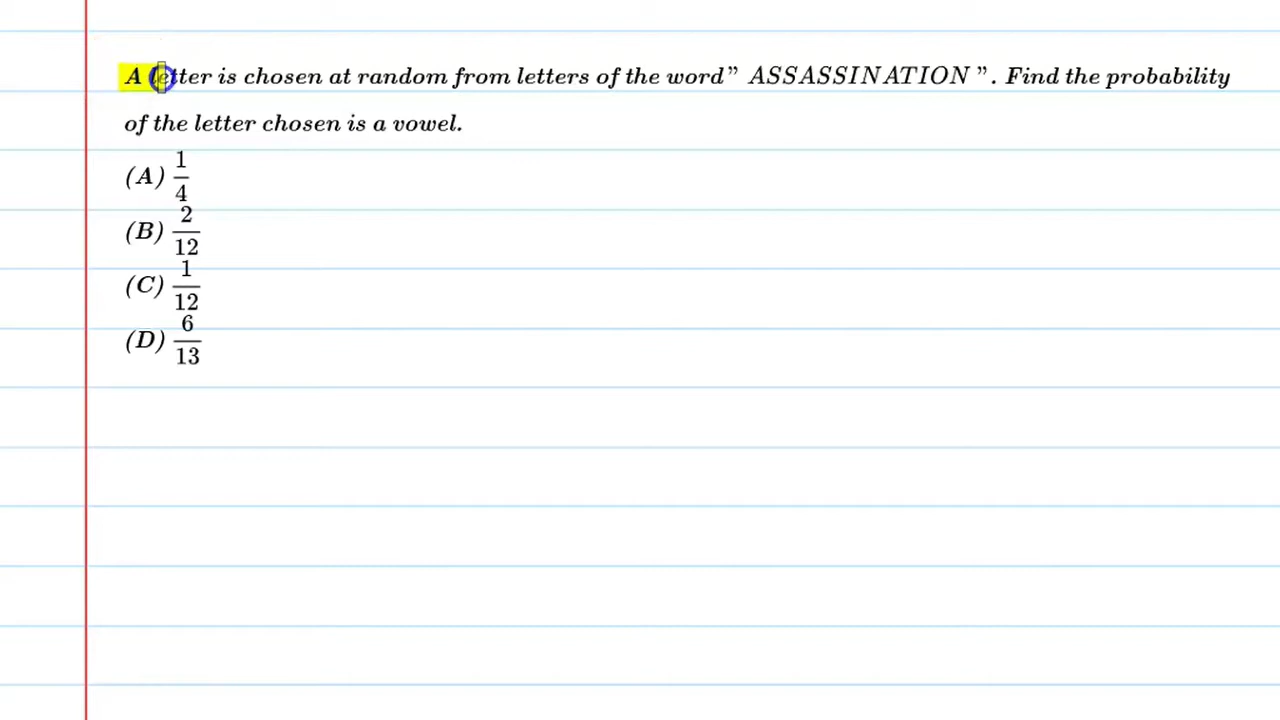 A letter is chosen at random from letters of the word" ASSASSINATION ". Find the probability
of the letter chosen is a vowel.
(A) 1/4
(B) 2/12
(C) 1/12
(D) 6/13